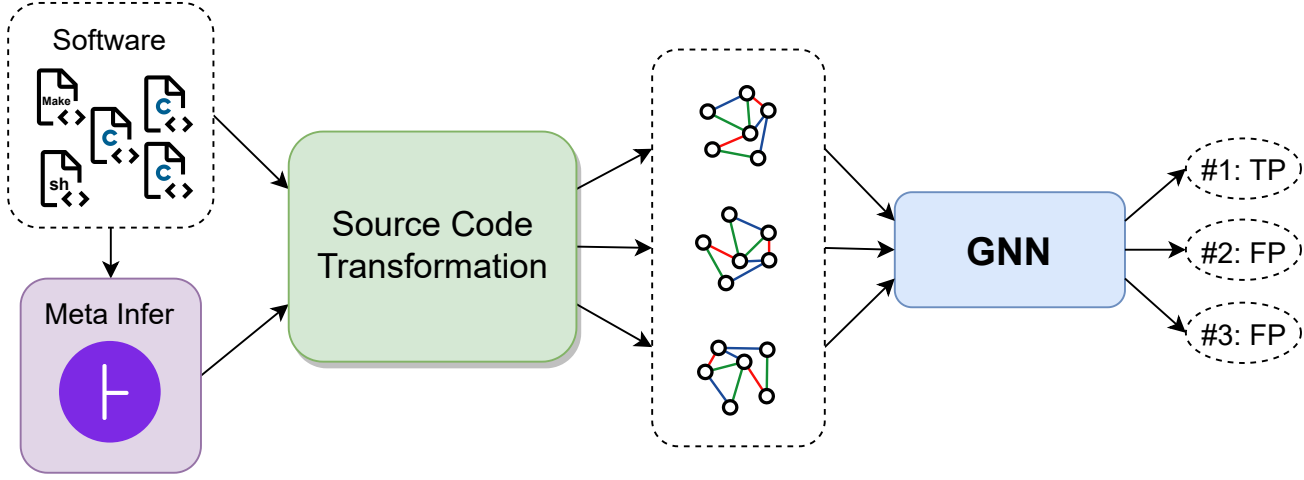 Software
Make
C
C
sh
C
Meta Infer
Source Code
Transformation
GNN
#1: TP
#2: FP
#3: FP